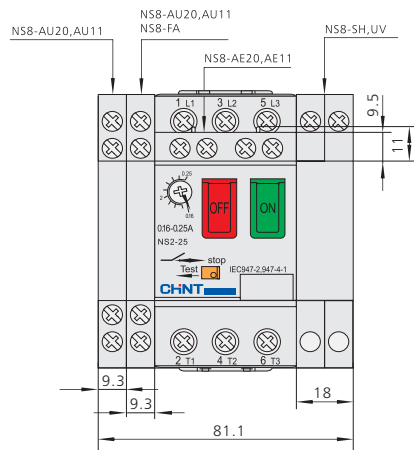 NS8-AU20,AU11
NS8-AU20,AU11
NS8-FA
NS8-SH,UV
NS8-AE20,AE11
1 L1 3 L2 5 L3
9.5
11
0.25
2
0.16
OFF
ON
0.16-0.25A
NS2-25
stop
Test
IEC947-2,947-4-1
CHNT
2 T1 4 T2 6 T3
9.3
18
9.3
81.1